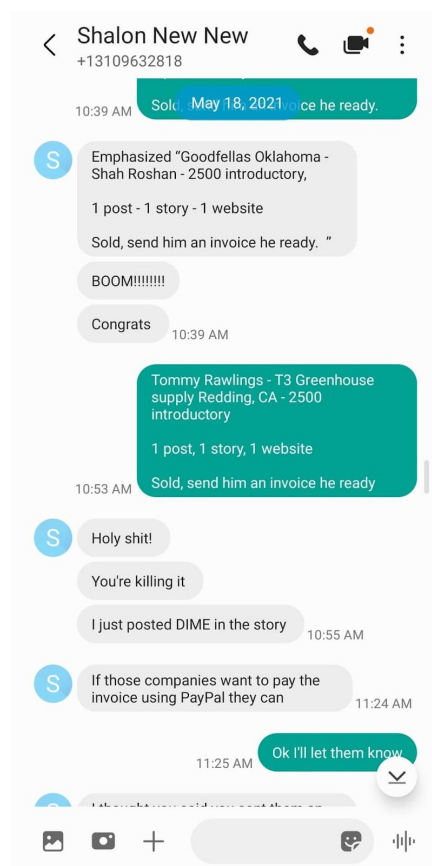 Shalon New New
+13109632818
May 18, 2021
10:39 AM
Sold,
oice he ready.
S
Emphasized “Goodfellas Oklahoma -
Shah Roshan - 2500 introductory,
1 post - 1 story - 1 website
Sold, send him an invoice he ready. ”
BOOM!!!!!!!!
Congrats
10:39 AM
Tommy Rawlings - T3 Greenhouse
supply Redding, CA - 2500
introductory
1 post, 1 story, 1 website
Sold, send him an invoice he ready
10:53 AM
S
Holy shit!
You're killing it
I just posted DIME in the story
10:55 AM
S
If those companies want to pay the
invoice using PayPal they can
11:24 AM
Ok I'll let them know
11:25 AM